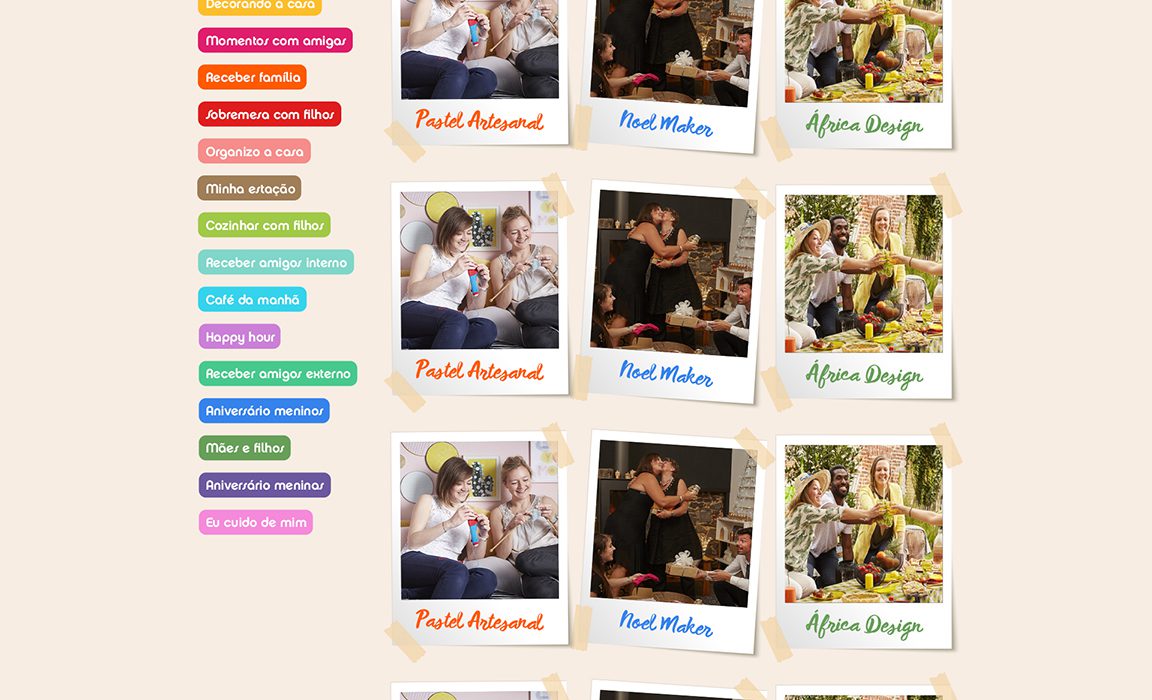 Decorando a casa
Momentos com amigas
Receber família
Sobremesa com filhos
Organizo a casa
Minha estação
Cozinhar com filhos
Receber amigos interno
Café da manhã
Happy hour
Receber amigos externo
Aniversário meninos
Mães e filhos
Aniversário meninas
Eu cuido de mim
Pastel Artesanal
Noel Maker
África Design
Pastel Artesanal
Noel Maker
África Design
Pastel Artesanal
Noel Maker
África Design